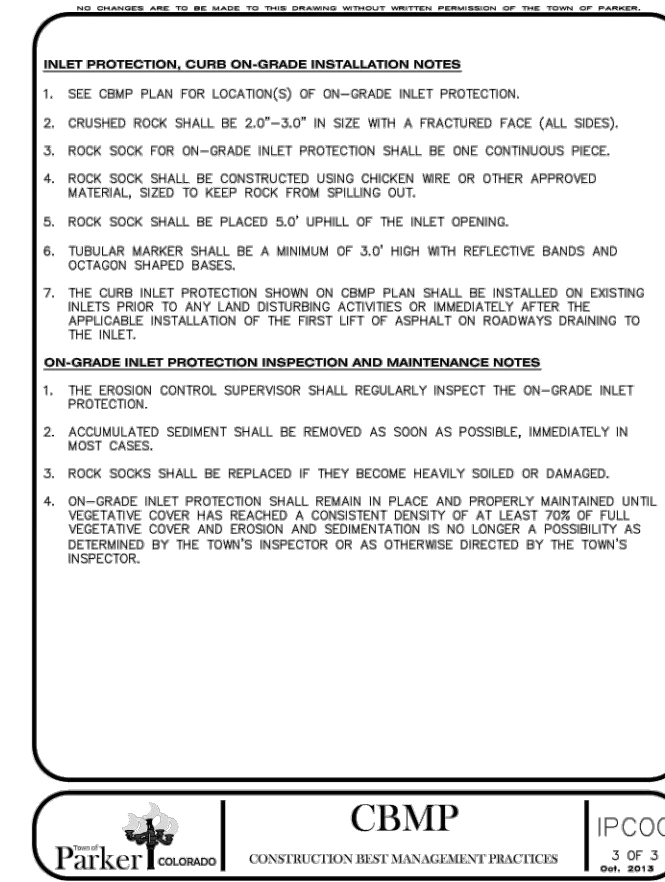 NO CHANGES ARE TO BE MADE TO THIS DRAWING WITHOUT WRITTEN PERMISSION OF THE TOWN OF PARKER.
INLET PROTECTION, CURB ON-GRADE INSTALLATION NOTES
1. SEE CBMP PLAN FOR LOCATION(S) OF ON-GRADE INLET PROTECTION.
2. CRUSHED ROCK SHALL BE 2.0"-3.0" IN SIZE WITH A FRACTURED FACE (ALL SIDES).
3. ROCK SOCK FOR ON-GRADE INLET PROTECTION SHALL BE ONE CONTINUOUS PIECE.
4. ROCK SOCK SHALL BE CONSTRUCTED USING CHICKEN WIRE OR OTHER APPROVED
MATERIAL, SIZED TO KEEP ROCK FROM SPILLING OUT.
5. ROCK SOCK SHALL BE PLACED 5.0' UPHILL OF THE INLET OPENING.
6. TUBULAR MARKER SHALL BE A MINIMUM OF 3.0' HIGH WITH REFLECTIVE BANDS AND
OCTAGON SHAPED BASES.
7. THE CURB INLET PROTECTION SHOWN ON CBMP PLAN SHALL BE INSTALLED ON EXISTING
INLETS PRIOR TO ANY LAND DISTURBING ACTIVITIES OR IMMEDIATELY AFTER THE
APPLICABLE INSTALLATION OF THE FIRST LIFT OF ASPHALT ON ROADWAYS DRAINING TO
THE INLET.
ON-GRADE INLET PROTECTION INSPECTION AND MAINTENANCE NOTES
1. THE EROSION CONTROL SUPERVISOR SHALL REGULARLY INSPECT THE ON-GRADE INLET
PROTECTION.
2. ACCUMULATED SEDIMENT SHALL BE REMOVED AS SOON AS POSSIBLE, IMMEDIATELY IN
MOST CASES.
3. ROCK SOCKS SHALL BE REPLACED IF THEY BECOME HEAVILY SOILED OR DAMAGED.
4. ON-GRADE INLET PROTECTION SHALL REMAIN IN PLACE AND PROPERLY MAINTAINED UNTIL
VEGETATIVE COVER HAS REACHED A CONSISTENT DENSITY OF AT LEAST 70% OF FULL
VEGETATIVE COVER AND EROSION AND SEDIMENTATION IS NO LONGER A POSSIBILITY AS
DETERMINED BY THE TOWN'S INSPECTOR OR AS OTHERWISE DIRECTED BY THE TOWN'S
INSPECTOR.
Town of
Parker COLORADO
CBMP
CONSTRUCTION BEST MANAGEMENT PRACTICES
IPCOG
3 OF 3
Oct. 2013